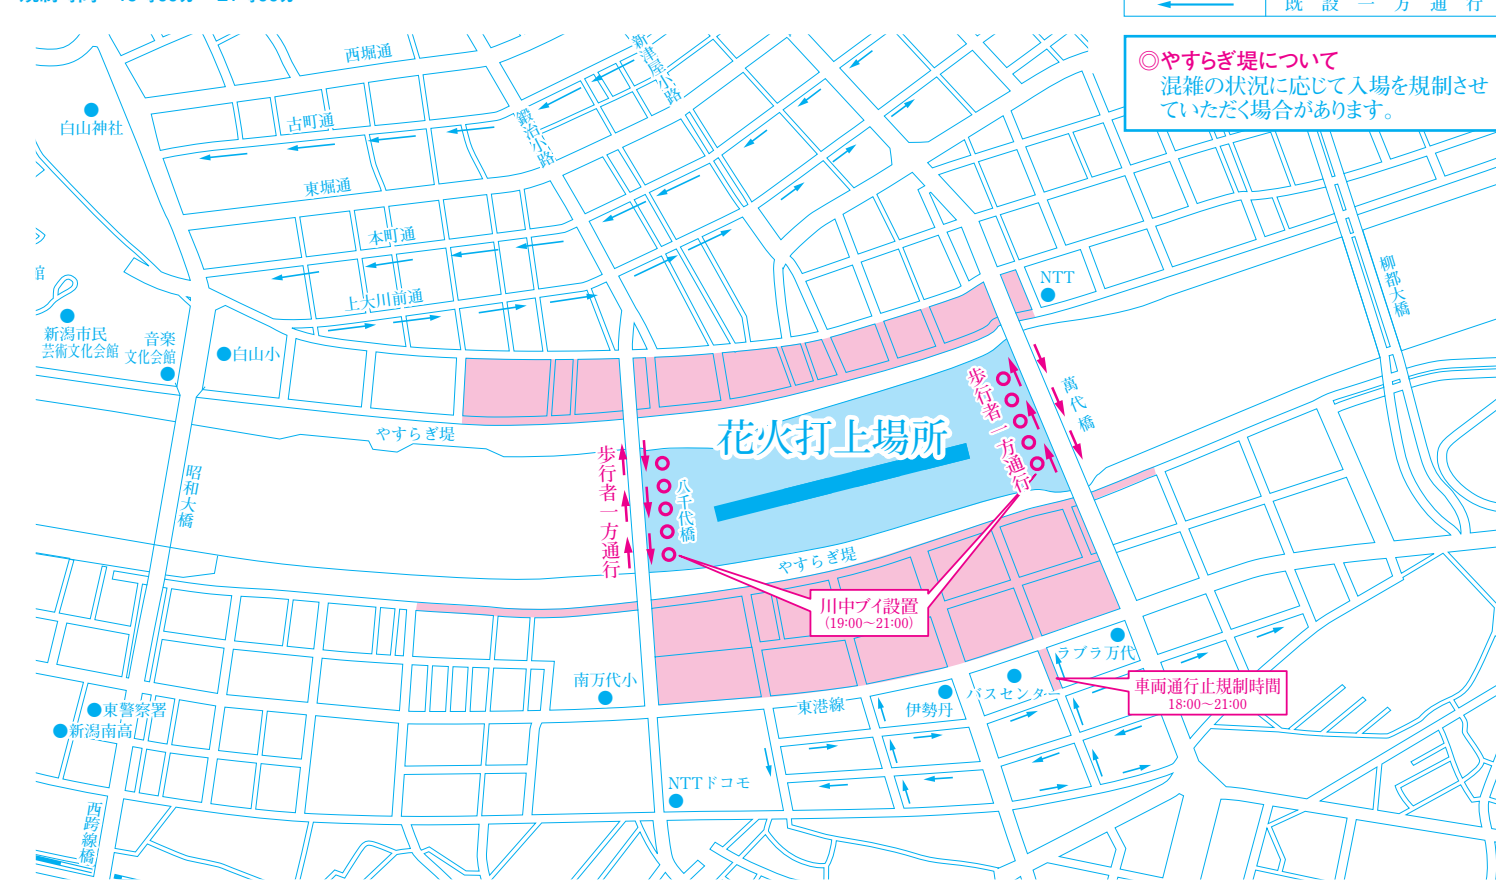 既設一方通行
◎やすらぎ堤について
混雑の状況に応じて入場を規制させ
ていただく場合があります。
西堀通
新津屋小路
白山神社
古町通
鍛冶小路
東堀通
本町通
上大川前通
NTT
柳都大橋
館
新潟市民
芸術文化会館
音楽
文化会館
白山小
萬代橋
歩行者一方通行
花火打上場所
やすらぎ堤
歩行者一方通行
八千代橋
昭和大橋
やすらぎ堤
川中ブイ設置
(19:00〜21:00)
ラブラ万代
南万代小
バスセンター
車両通行止規制時間
18:00〜21:00
東港線
伊勢丹
東警察署
新潟南高
NTTドコモ
西跨線橋